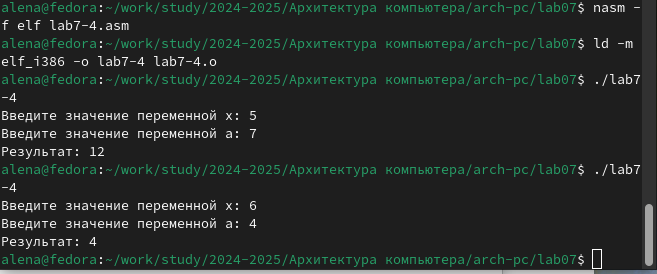 alena@fedora:~/work/study/2024-2025/Архитектура компьютера/arch-pc/lab07$ nasm -
f elf lab7-4.asm
alena@fedora:~/work/study/2024-2025/Архитектура компьютера/arch-pc/lab07$ ld -m
elf_i386 -o lab7-4 lab7-4.o
alena@fedora:~/work/study/2024-2025/Архитектура компьютера/arch-pc/lab07$ ./lab7
-4
Введите значение переменной x: 5
Введите значение переменной a: 7
Результат: 12
alena@fedora:~/work/study/2024-2025/Архитектура компьютера/arch-pc/lab07$ ./lab7
-4
Введите значение переменной x: 6
Введите значение переменной a: 4
Результат: 4
alena@fedora:~/work/study/2024-2025/Архитектура компьютера/arch-pc/lab07$